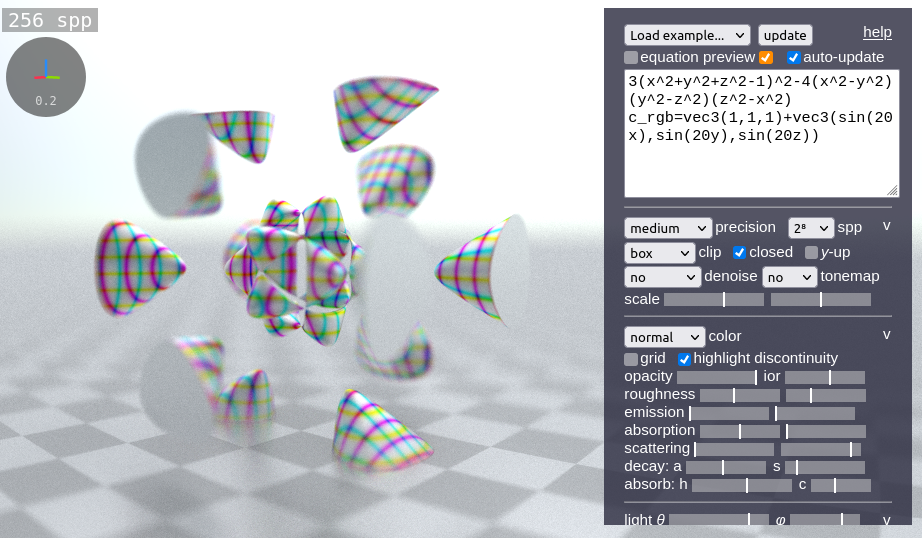 256 spp
0.2
Load example... update help
equation preview auto-update
3(x^2+y^2+z^2-1)^2-4(x^2-y^2)
(y^2-z^2)(z^2-x^2)
c_rgb=vec3(1,1,1)+vec3(sin(20
x),sin(20y),sin(20z))
medium precision 2⁸ spp v
box clip closed y-up
no denoise no tonemap
scale
normal color v
grid highlight discontinuity
opacity ior
roughness
emission
absorption
scattering
decay: a s
absorb: h c
light θ φ v